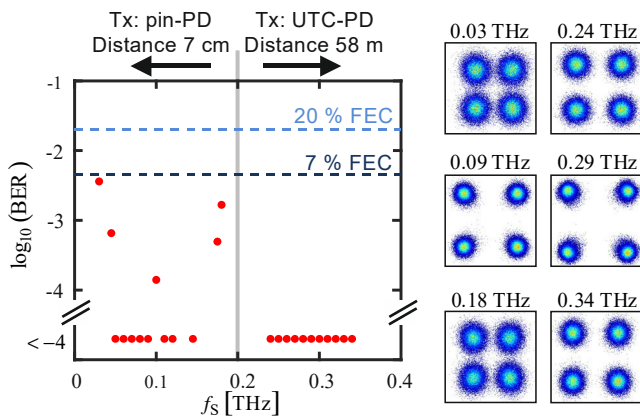 Tx: pin-PD
Distance 7 cm
Tx: UTC-PD
Distance 58 m
-1
-2
-3
-4
< -4
log10 (BER)
20 % FEC
7 % FEC
0
0.1
0.2
0.3
0.4
fS [THz]
0.03 THz
0.24 THz
0.09 THz
0.29 THz
0.18 THz
0.34 THz